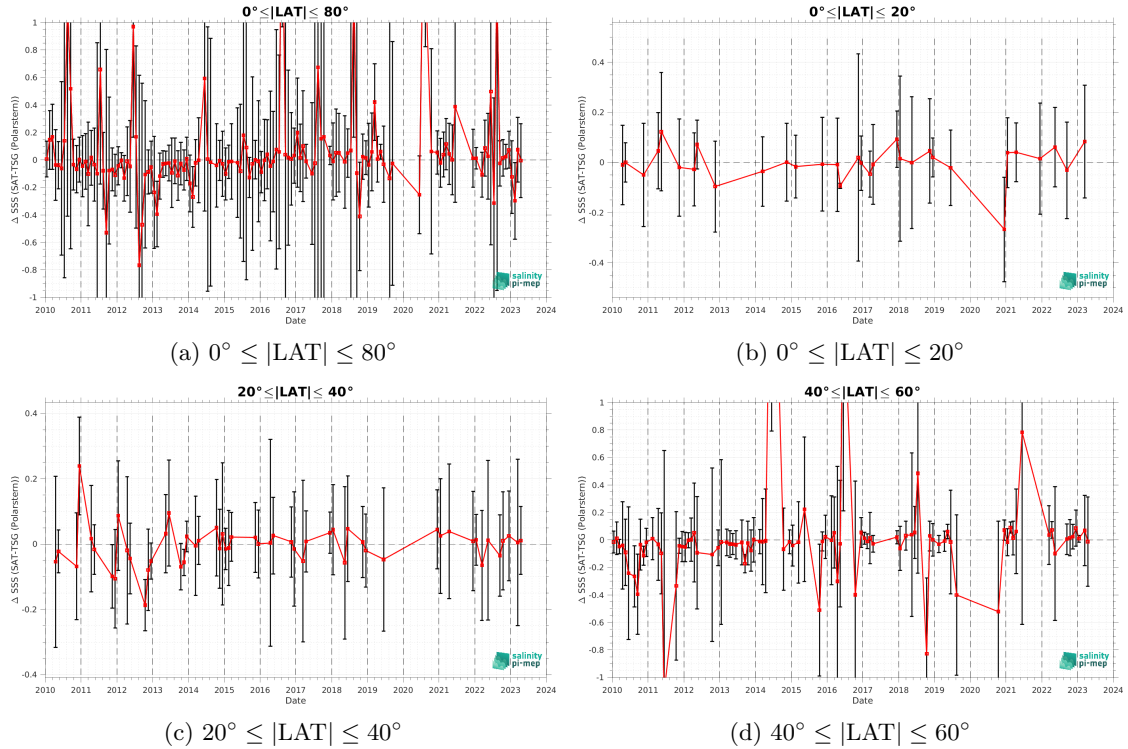 0°≤|LAT|≤ 80°
Δ SSS (SAT-TSG (Polarstern))
1
0.8
0.6
0.4
0.2
0
-0.2
-0.4
-0.6
-0.8
-1
2010 2011 2012 2013 2014 2015 2016 2017 2018 2019 2020 2021 2022 2023 2024
Date
salinity
pi-mep
(a) 0° ≤ |LAT| ≤ 80°
0°≤|LAT|≤ 20°
Δ SSS (SAT-TSG (Polarstern))
0.4
0.2
0
-0.2
-0.4
2010 2011 2012 2013 2014 2015 2016 2017 2018 2019 2020 2021 2022 2023 2024
Date
salinity
pi-mep
(b) 0° ≤ |LAT| ≤ 20°
20°≤|LAT|≤ 40°
Δ SSS (SAT-TSG (Polarstern))
0.4
0.2
0
-0.2
-0.4
2010 2011 2012 2013 2014 2015 2016 2017 2018 2019 2020 2021 2022 2023 2024
Date
salinity
pi-mep
(c) 20° ≤ |LAT| ≤ 40°
40°≤|LAT|≤ 60°
Δ SSS (SAT-TSG (Polarstern))
1
0.8
0.6
0.4
0.2
0
-0.2
-0.4
-0.6
-0.8
-1
2010 2011 2012 2013 2014 2015 2016 2017 2018 2019 2020 2021 2022 2023 2024
Date
salinity
pi-mep
(d) 40° ≤ |LAT| ≤ 60°